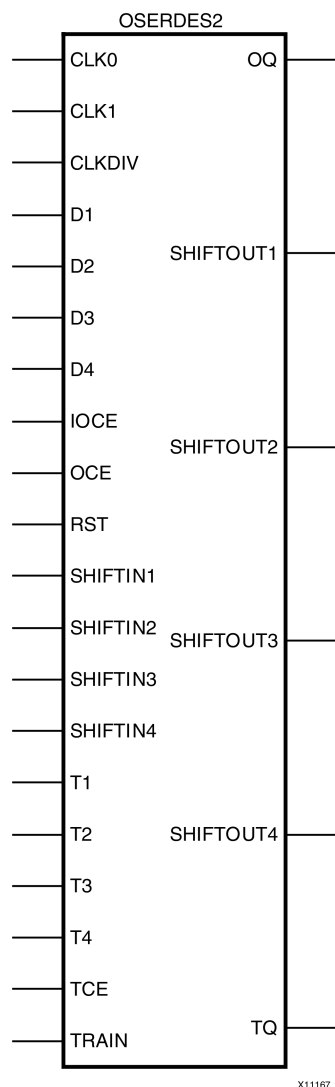 OSERDES2
CLK0
OQ
CLK1
CLKDIV
D1
SHIFTOUT1
D2
D3
D4
IOCE
SHIFTOUT2
OCE
RST
SHIFTIN1
SHIFTIN2
SHIFTOUT3
SHIFTIN3
SHIFTIN4
T1
T2
SHIFTOUT4
T3
T4
TCE
TQ
TRAIN
X11167